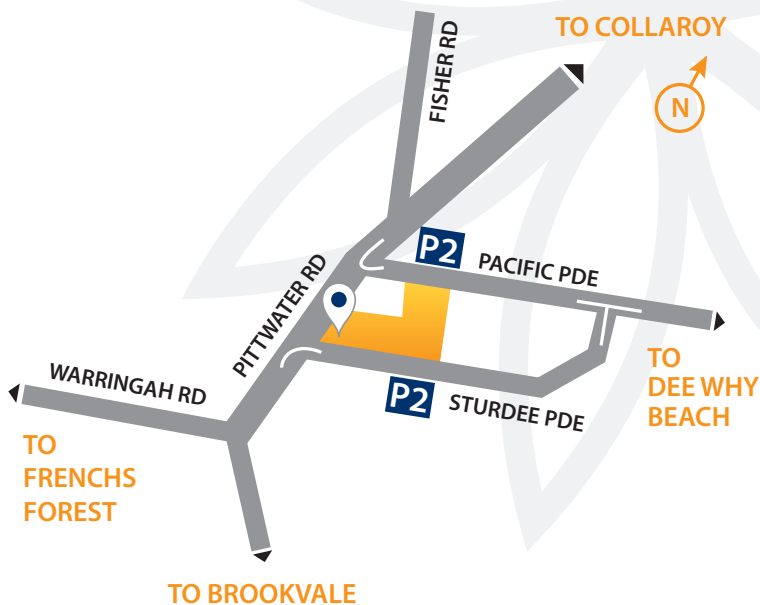 TO COLLAROY
FISHER RD
N
P2
PACIFIC PDE
PITTWATER RD
WARRINGAH RD
P2
STURDEE PDE
TO
DEE WHY
BEACH
TO
FRENCHS
FOREST
TO BROOKVALE